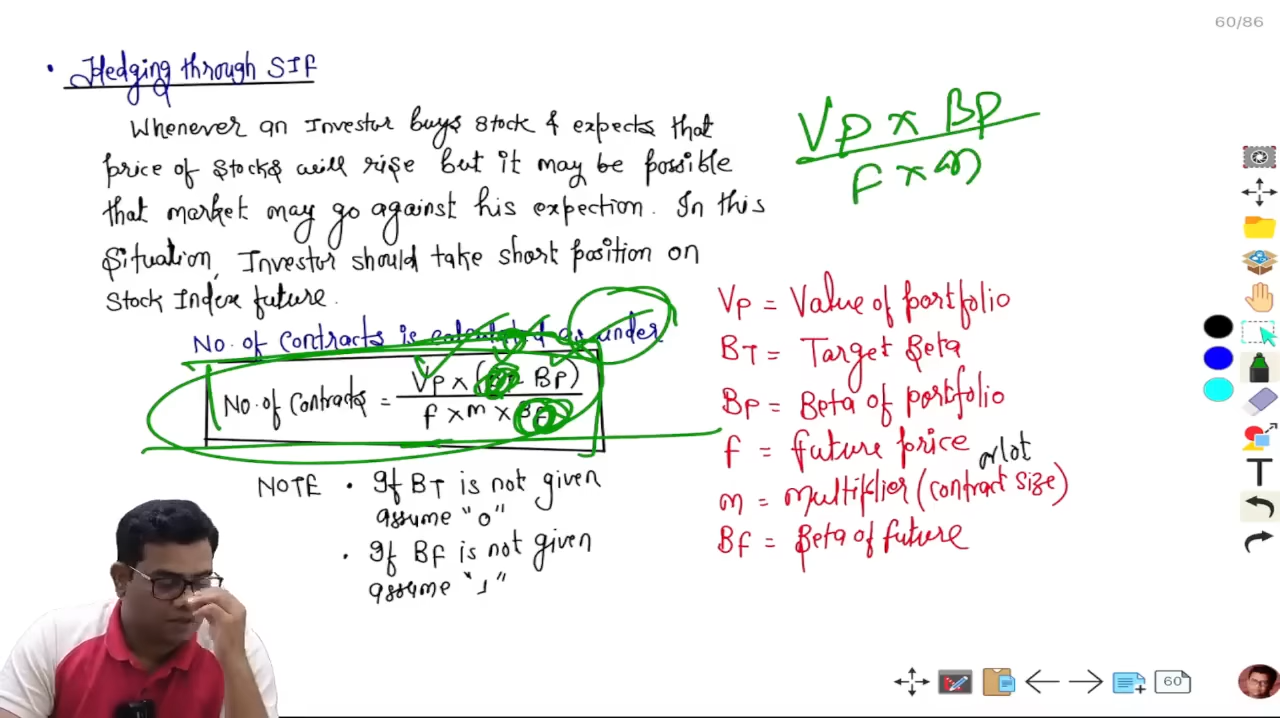 60/86
• Hedging through SIF
Whenever an Investor buys stock & expects that
price of stocks will rise but it may be possible
that market may go against his expection. In this
situation, Investor should take short position on
Stock Index future.
No. of Contracts is calculated as under
No. of Contracts = Vp × ( - Bp)
f × m ×
NOTE • If BT is not given
assume "0"
• If BF is not given
assume "1"
Vp × Bp
F × m
Vp = Value of portfolio
BT = Target Beta
Bp = Beta of portfolio
f = future price
or lot
m = Multiplier (contract size)
Bf = Beta of future
60